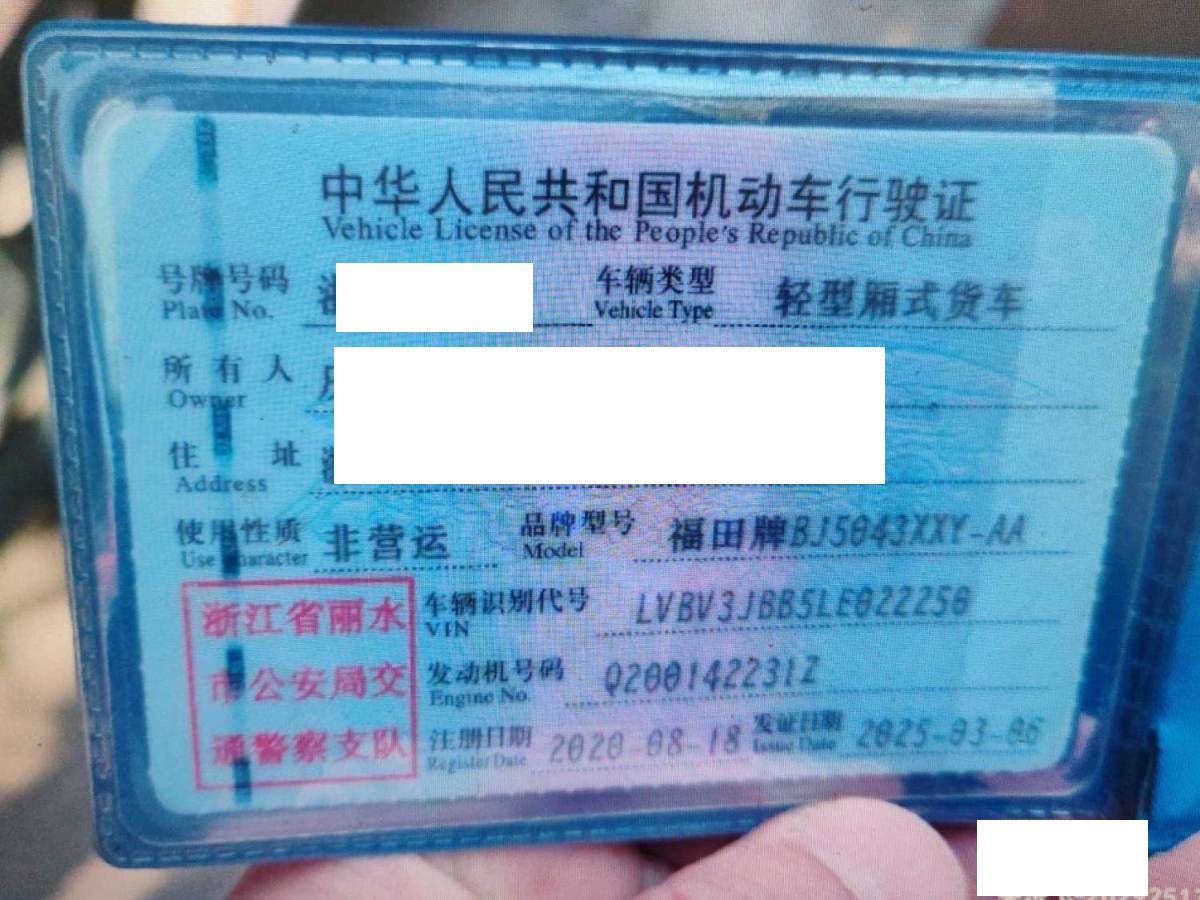 中华人民共和国机动车行驶证
Vehicle License of the People's Republic of China
号牌号码 车辆类型 轻型厢式货车
Plate No. Vehicle Type
所有人
Owner
住址
Address
使用性质 非营运 品牌型号 福田牌BJ5043XXY-AA
Use Character Model
浙江省丽水
市公安局交
通警察支队
车辆识别代号 LVBV3JBB5LE022250
VIN
发动机号码 Q200142231Z
Engine No.
注册日期 2020-08-18 发证日期 2025-03-06
Register Date Issue Date